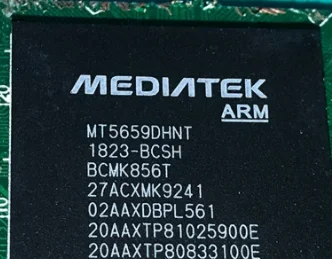 MEDIATEK
ARM
MT5659DHNT
1823-BCSH
BCMK856T
27ACXMK9241
02AAXDBPL561
20AAXTP81025900E
20AAXTP80833100E